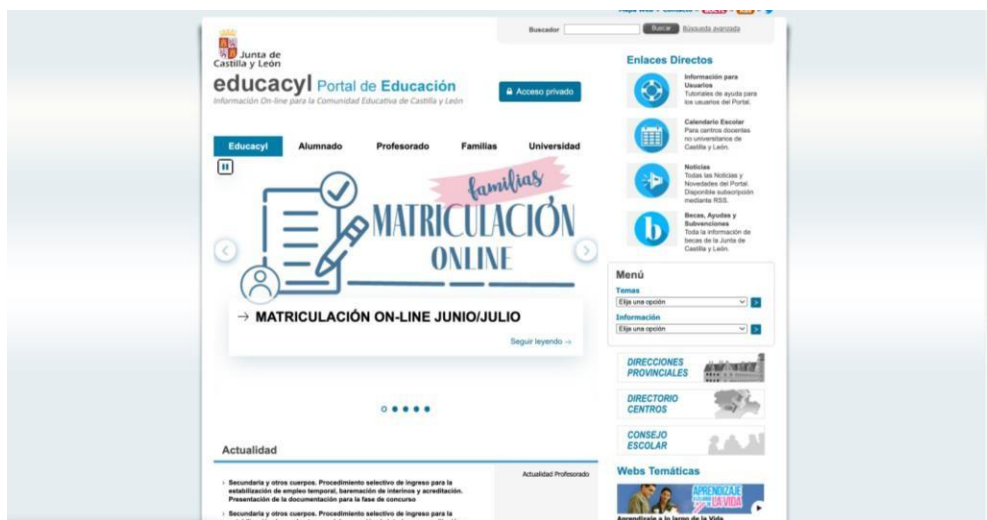 Mapa Web
Contacto
Buscador
Buscar
Búsqueda avanzada
Junta de
Castilla y León
educacyl Portal de Educación
Información On-line para la Comunidad Educativa de Castilla y León
Acceso privado
Educacyl Alumnado Profesorado Familias Universidad
familias
MATRICULACIÓN
ONLINE
→ MATRICULACIÓN ON-LINE JUNIO/JULIO
Seguir leyendo →
Actualidad
Actualidad Profesorado
› Secundaria y otros cuerpos. Procedimiento selectivo de ingreso para la
estabilización de empleo temporal, baremación de interinos y acreditación.
Presentación de la documentación para la fase de concurso
› Secundaria y otros cuerpos. Procedimiento selectivo de ingreso para la
Enlaces Directos
Información para
Usuarios
Tutoriales de ayuda para
los usuarios del Portal.
Calendario Escolar
Para centros docentes
no universitarios de
Castilla y León.
Noticias
Todas las Noticias y
Novedades del Portal.
Disponible subscripción
mediante RSS.
b
Becas, Ayudas y
Subvenciones
Toda la información de
becas de la Junta de
Castilla y León.
Menú
Temas
Elija una opción
Información
Elija una opción
DIRECCIONES
PROVINCIALES
DIRECTORIO
CENTROS
CONSEJO
ESCOLAR
Webs Temáticas
APRENDIZAJE
LA VIDA
Aprendizaje a lo largo de la Vida